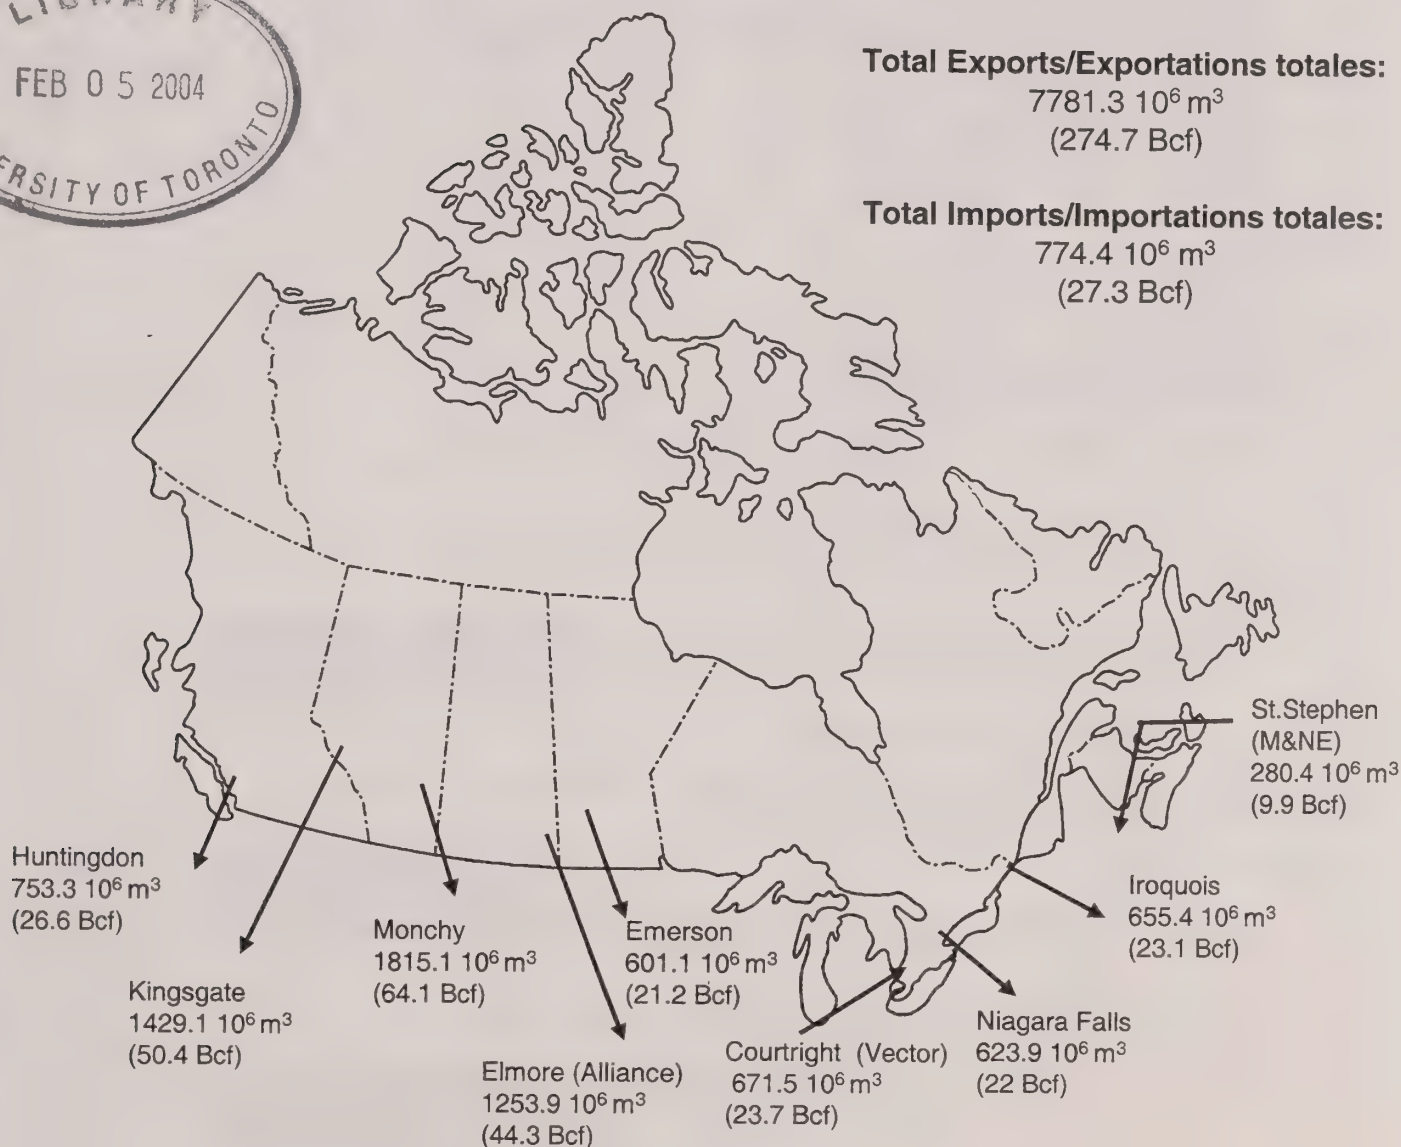 LIBRARY
FEB 05 2004
ERSITY OF TORONTO
Total Exports/Exportations totales:
7781.3 10⁶ m³
(274.7 Bcf)
Total Imports/Importations totales:
774.4 10⁶ m³
(27.3 Bcf)
St.Stephen
(M&NE)
280.4 10⁶ m³
(9.9 Bcf)
Huntingdon
753.3 10⁶ m³
(26.6 Bcf)
Iroquois
655.4 10⁶ m³
(23.1 Bcf)
Monchy
1815.1 10⁶ m³
(64.1 Bcf)
Emerson
601.1 10⁶ m³
(21.2 Bcf)
Kingsgate
1429.1 10⁶ m³
(50.4 Bcf)
Niagara Falls
623.9 10⁶ m³
(22 Bcf)
Courtright (Vector)
671.5 10⁶ m³
(23.7 Bcf)
Elmore (Alliance)
1253.9 10⁶ m³
(44.3 Bcf)